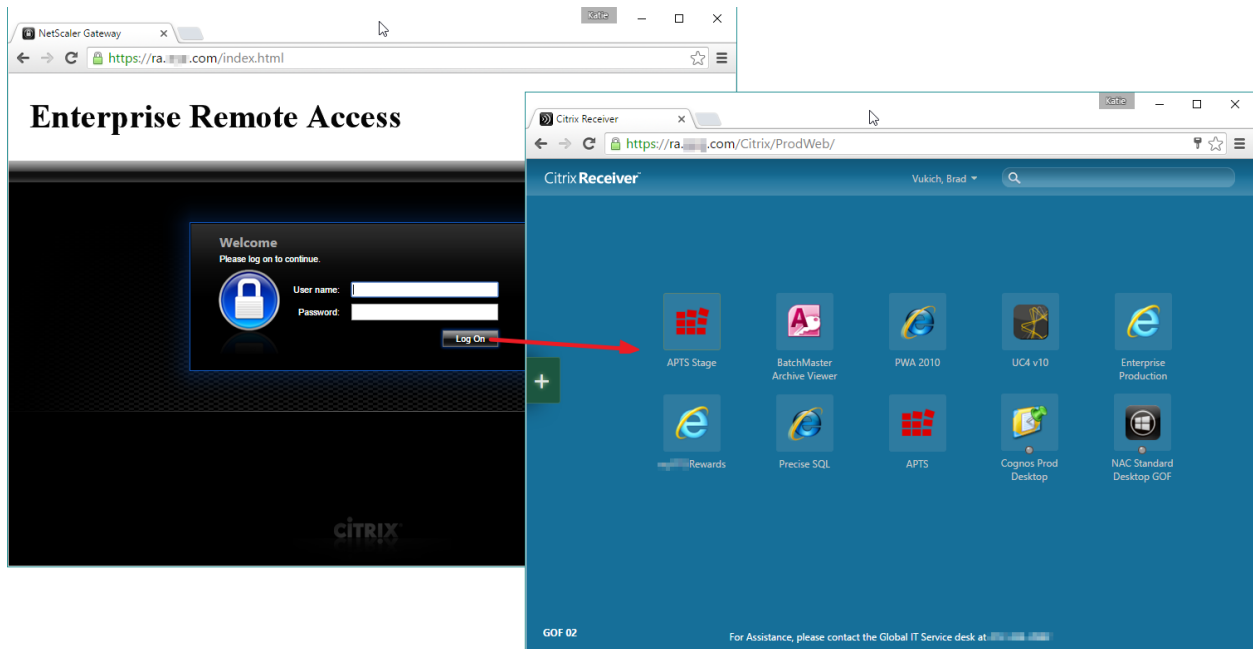 Katie
NetScaler Gateway
https://ra. .com/index.html
Enterprise Remote Access
Welcome
Please log on to continue.
User name:
Password:
Log On
CITRIX
Katie
Citrix Receiver
https://ra. .com/Citrix/ProdWeb/
Citrix Receiver™
Vukich, Brad
APTS Stage
BatchMaster
Archive Viewer
PWA 2010
UC4 v10
Enterprise
Production
Rewards
Precise SQL
APTS
Cognos Prod
Desktop
NAC Standard
Desktop GOF
GOF 02
For Assistance, please contact the Global IT Service desk at